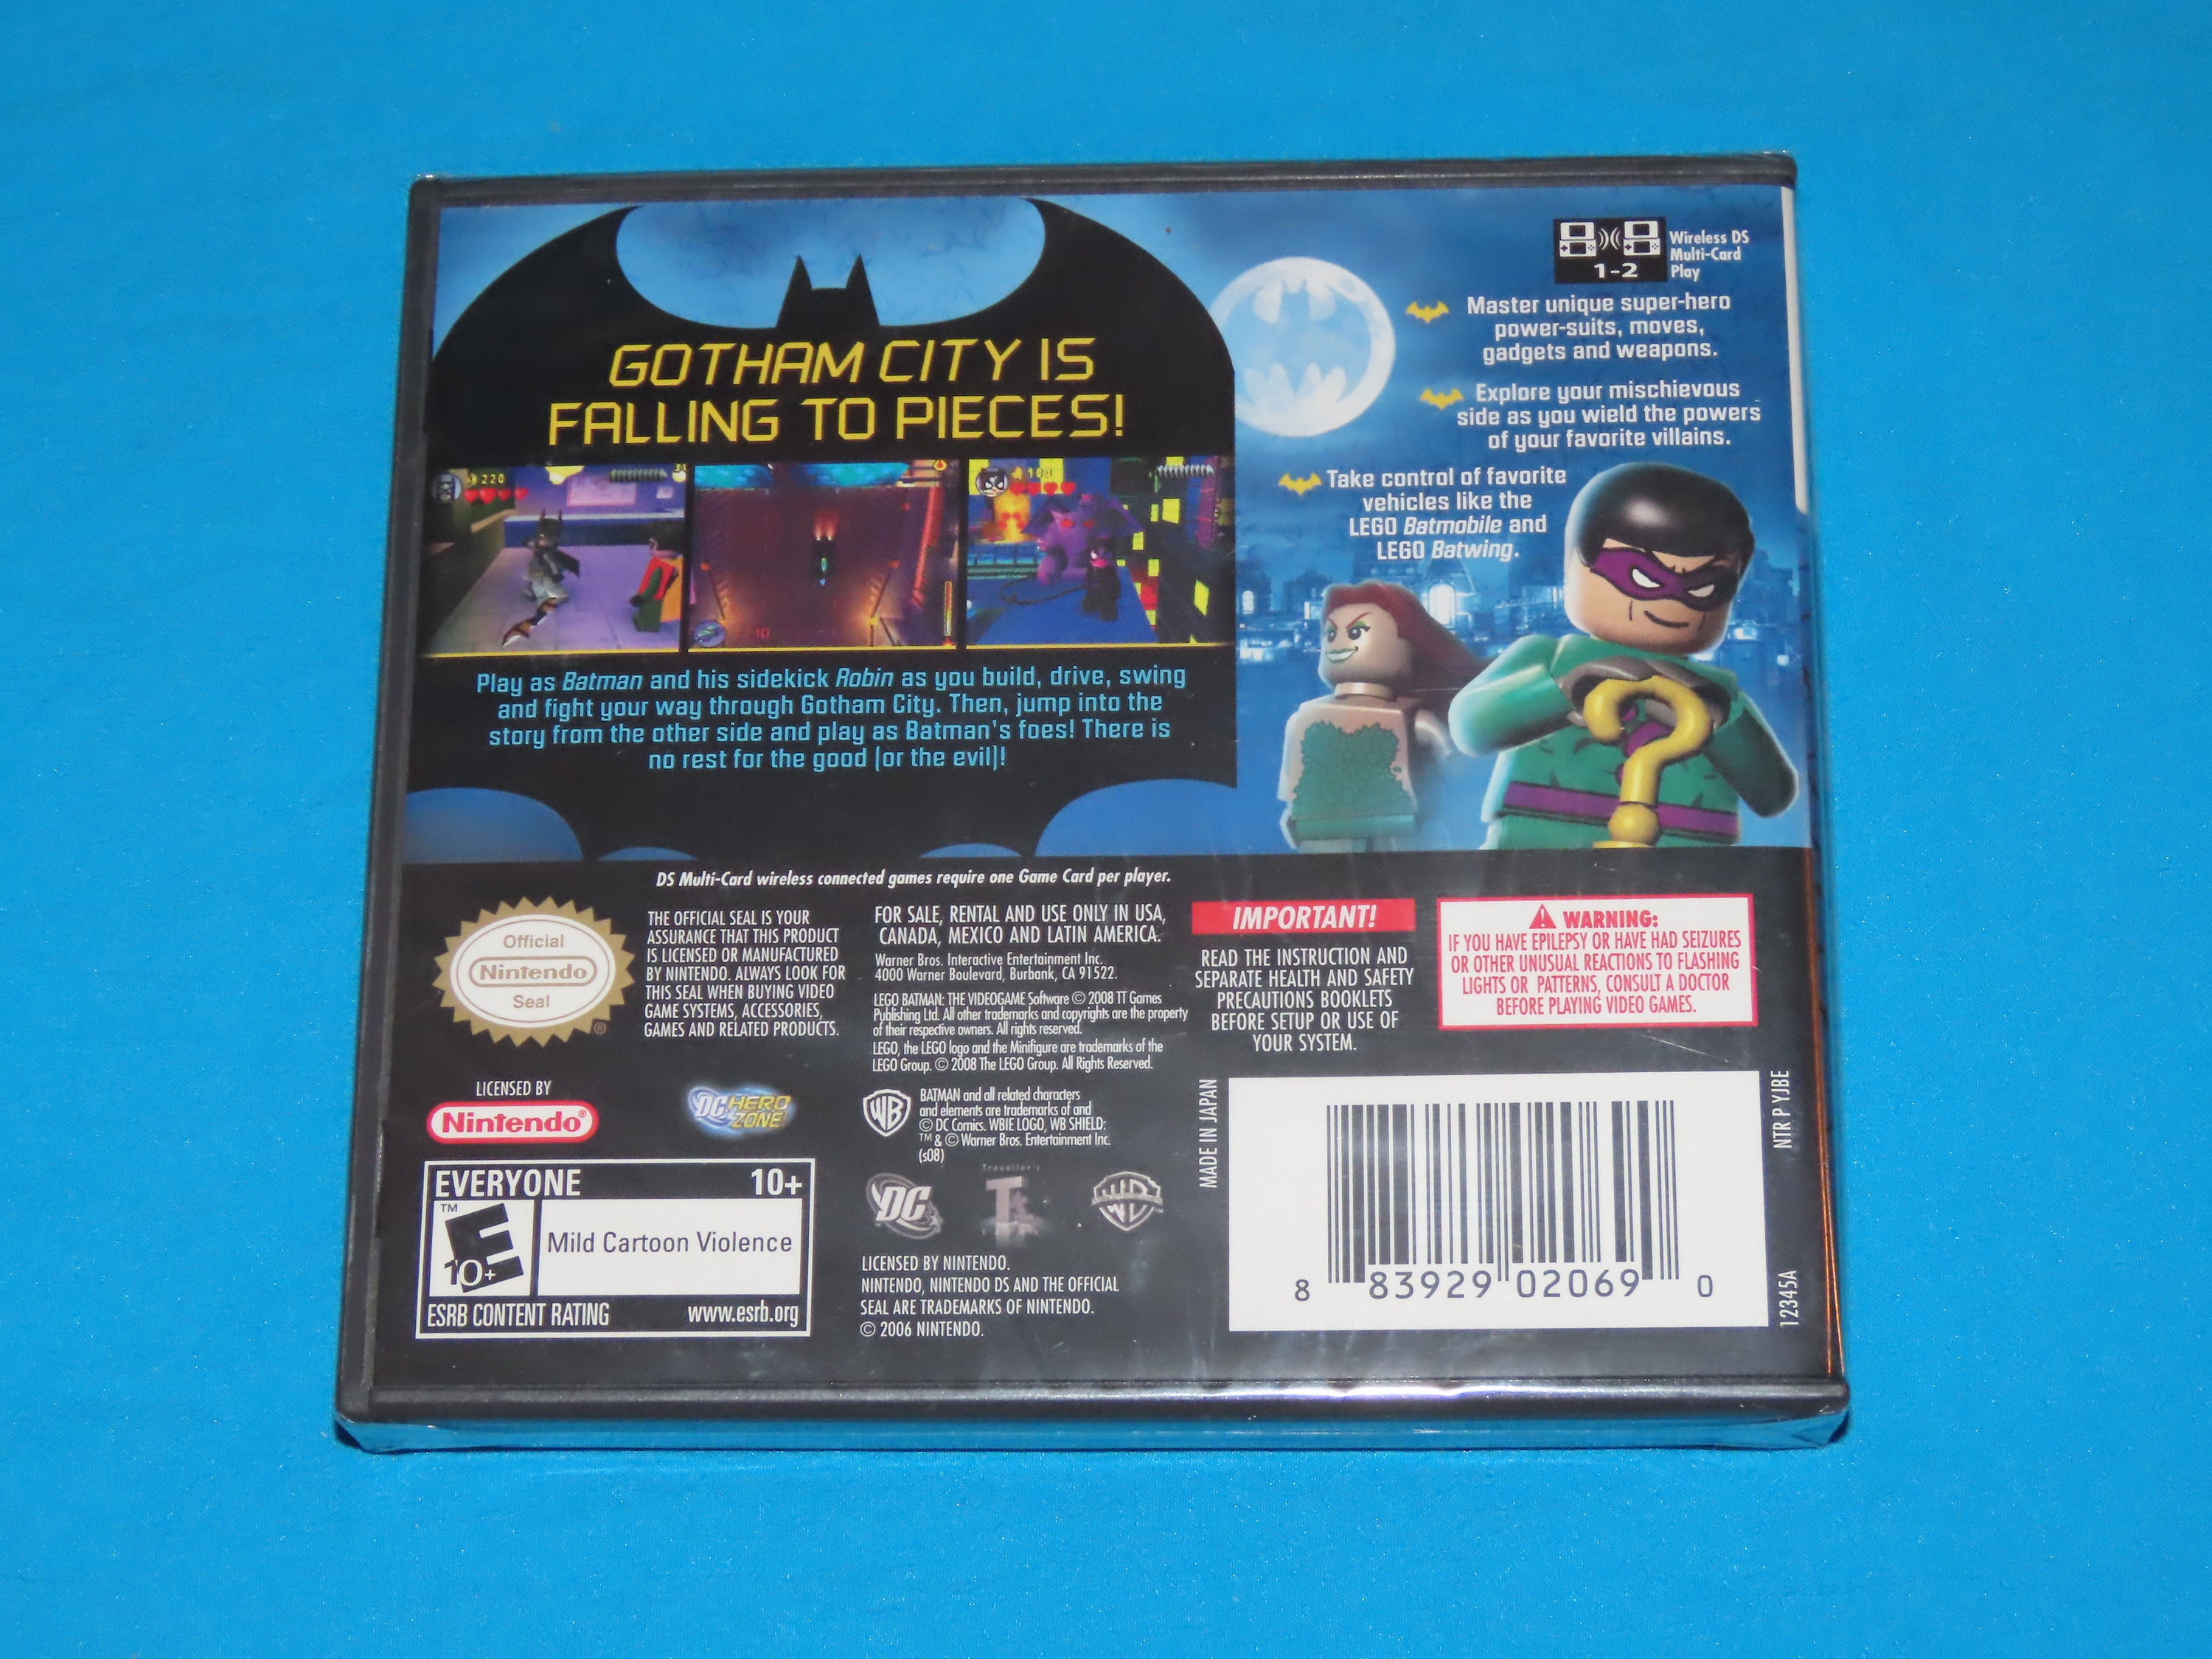 GOTHAM CITY IS
FALLING TO PIECES!
220
10
Play as Batman and his sidekick Robin as you build, drive, swing
and fight your way through Gotham City. Then, jump into the
story from the other side and play as Batman's foes! There is
no rest for the good (or the evil)!
1-2
Wireless DS
Multi-Card
Play
Master unique super-hero
power-suits, moves,
gadgets and weapons.
Explore your mischievous
side as you wield the powers
of your favorite villains.
Take control of favorite
vehicles like the
LEGO Batmobile and
LEGO Batwing.
DS Multi-Card wireless connected games require one Game Card per player.
Official
Nintendo
Seal
®
THE OFFICIAL SEAL IS YOUR
ASSURANCE THAT THIS PRODUCT
IS LICENSED OR MANUFACTURED
BY NINTENDO. ALWAYS LOOK FOR
THIS SEAL WHEN BUYING VIDEO
GAME SYSTEMS, ACCESSORIES,
GAMES AND RELATED PRODUCTS.
LICENSED BY
Nintendo®
DC HERO
ZONE
EVERYONE 10+
TM
E
10+
Mild Cartoon Violence
ESRB CONTENT RATING www.esrb.org
FOR SALE, RENTAL AND USE ONLY IN USA,
CANADA, MEXICO AND LATIN AMERICA.
Warner Bros. Interactive Entertainment Inc.
4000 Warner Boulevard, Burbank, CA 91522.
LEGO BATMAN: THE VIDEOGAME Software © 2008 TT Games
Publishing Ltd. All other trademarks and copyrights are the property
of their respective owners. All rights reserved.
LEGO, the LEGO logo and the Minifigure are trademarks of the
LEGO Group. © 2008 The LEGO Group. All Rights Reserved.
WB
BATMAN and all related characters
and elements are trademarks of and
© DC Comics. WBIE LOGO, WB SHIELD:
™ & © Warner Bros. Entertainment Inc.
(s08)
DC
Traveller's
WB
LICENSED BY NINTENDO.
NINTENDO, NINTENDO DS AND THE OFFICIAL
SEAL ARE TRADEMARKS OF NINTENDO.
© 2006 NINTENDO.
IMPORTANT!
READ THE INSTRUCTION AND
SEPARATE HEALTH AND SAFETY
PRECAUTIONS BOOKLETS
BEFORE SETUP OR USE OF
YOUR SYSTEM.
WARNING:
IF YOU HAVE EPILEPSY OR HAVE HAD SEIZURES
OR OTHER UNUSUAL REACTIONS TO FLASHING
LIGHTS OR PATTERNS, CONSULT A DOCTOR
BEFORE PLAYING VIDEO GAMES.
MADE IN JAPAN
8 83929 02069 0
NTR P YJBE
12345A